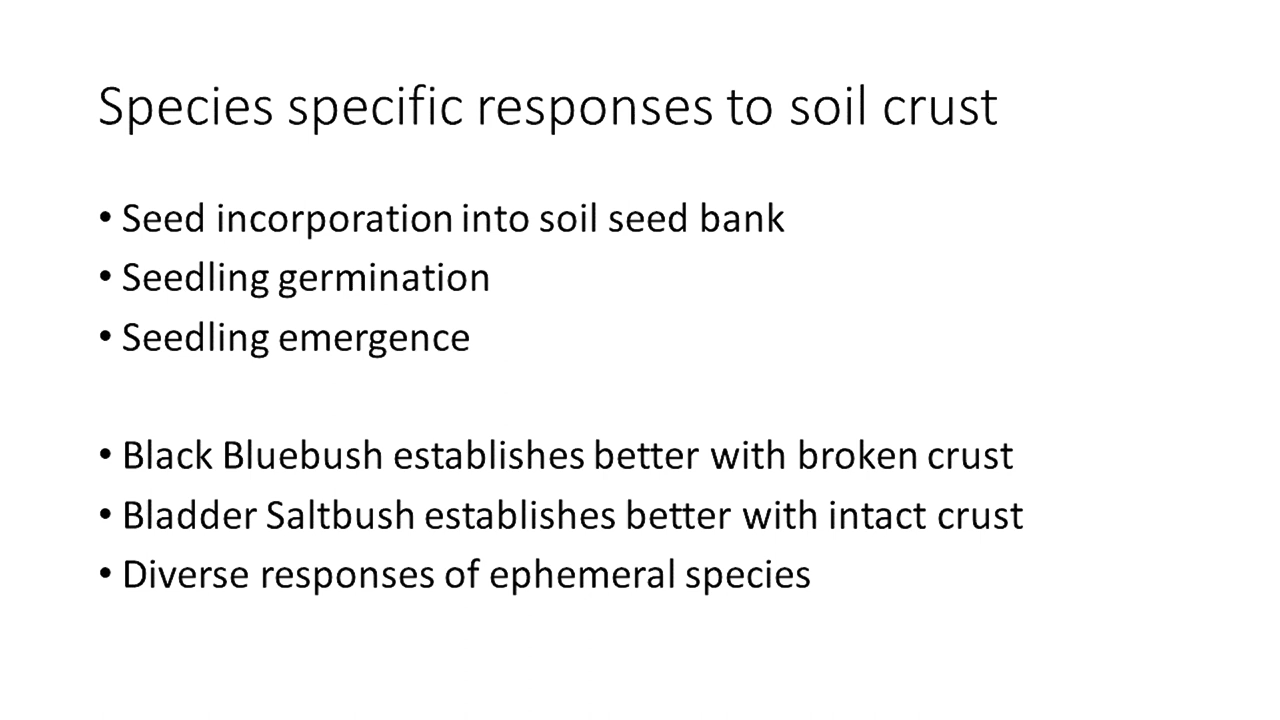 Species specific responses to soil crust
• Seed incorporation into soil seed bank
• Seedling germination
• Seedling emergence
• Black Bluebush establishes better with broken crust
• Bladder Saltbush establishes better with intact crust
• Diverse responses of ephemeral species